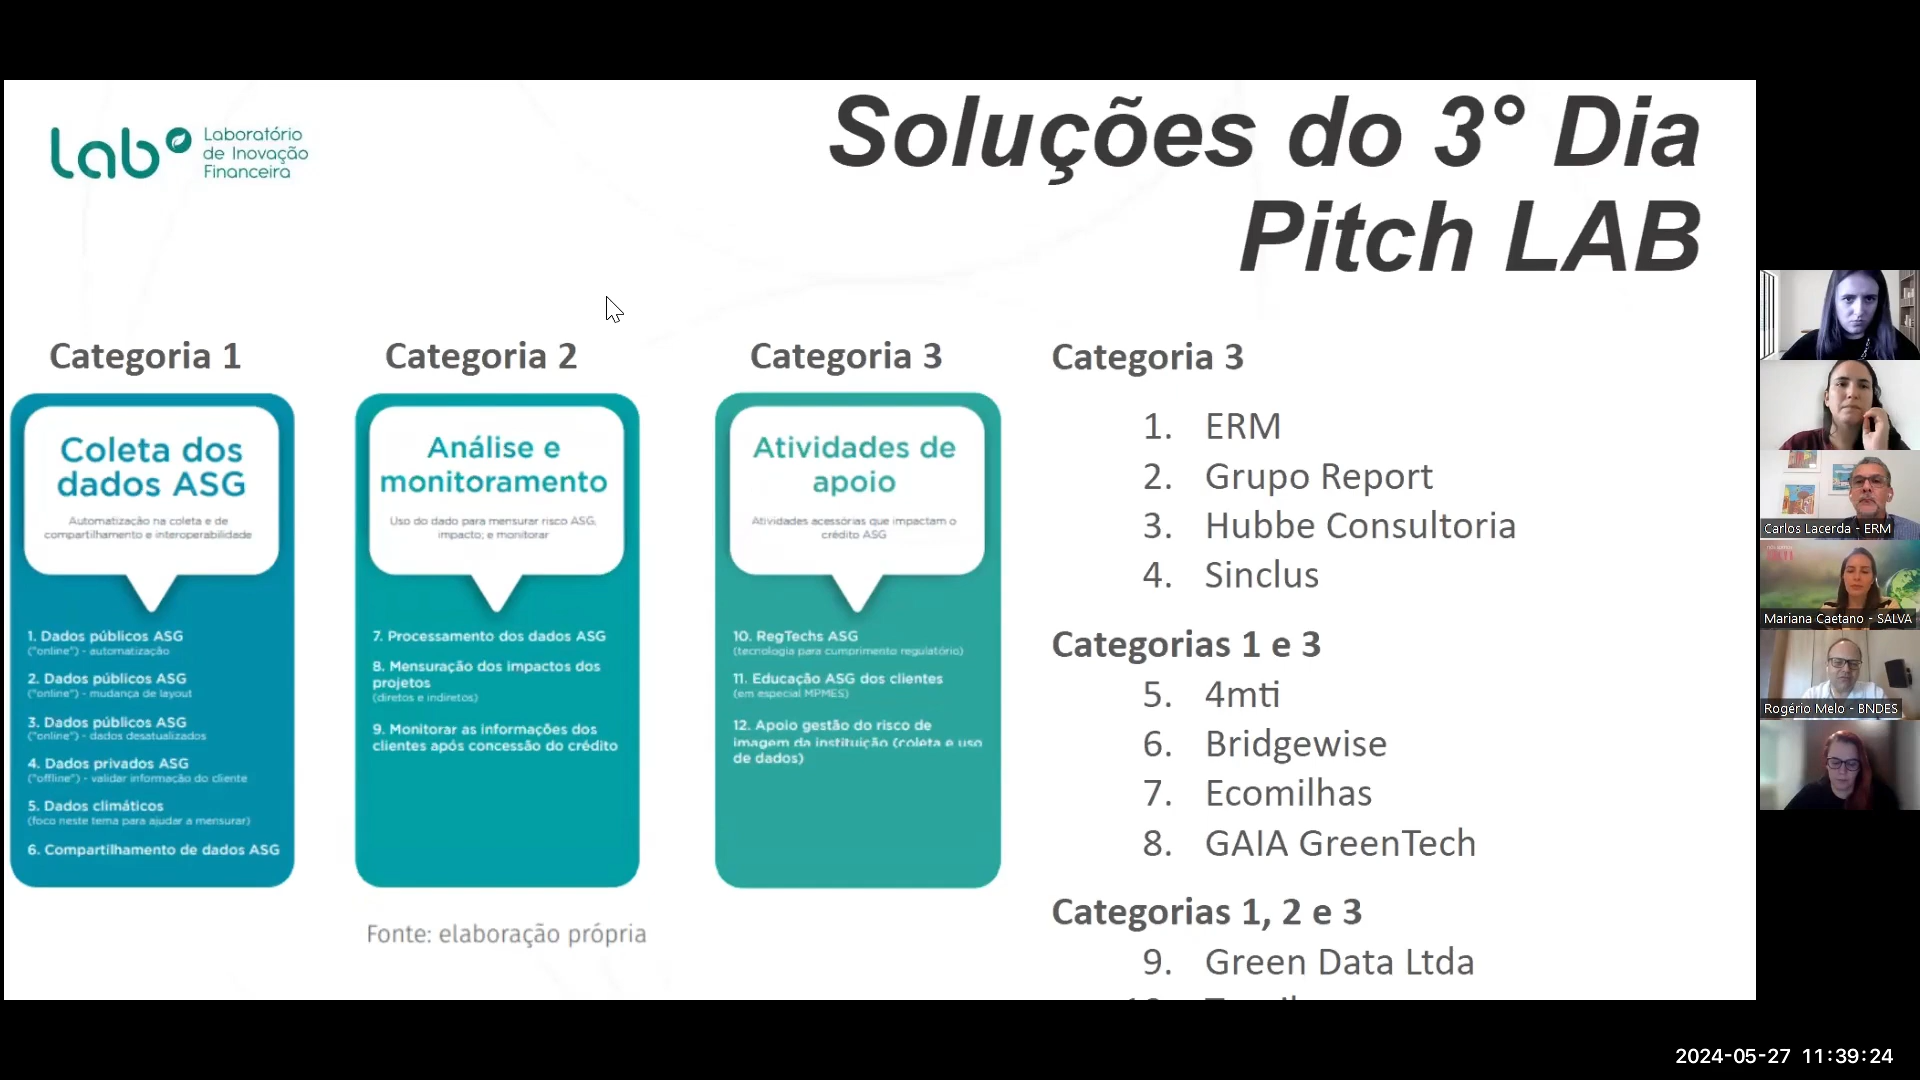 lab
Laboratório
de Inovação
Financeira
Soluções do 3° Dia
Pitch LAB
Categoria 1
Coleta dos
dados ASG
Automatização na coleta e de
compartilhamento e interoperabilidade
1. Dados públicos ASG
("online") - automatização
2. Dados públicos ASG
("online") - mudança de layout
3. Dados públicos ASG
("online") - dados desatualizados
4. Dados privados ASG
("offline") - validar informação do cliente
5. Dados climáticos
(foco neste tema para ajudar a mensurar)
6. Compartilhamento de dados ASG
Categoria 2
Análise e
monitoramento
Uso do dado para mensurar risco ASG,
impacto; e monitorar
7. Processamento dos dados ASG
8. Mensuração dos impactos dos
projetos
(diretos e indiretos)
9. Monitorar as informações dos
clientes após concessão do crédito
Categoria 3
Atividades de
apoio
Atividades acessórias que impactam o
crédito ASG
10. RegTechs ASG
(tecnologia para cumprimento regulatório)
11. Educação ASG dos clientes
(em especial MPMES)
12. Apoio gestão do risco de
imagem da instituição (coleta e uso
de dados)
Fonte: elaboração própria
Categoria 3
1. ERM
2. Grupo Report
3. Hubbe Consultoria
4. Sinclus
Categorias 1 e 3
5. 4mti
6. Bridgewise
7. Ecomilhas
8. GAIA GreenTech
Categorias 1, 2 e 3
9. Green Data Ltda
Carlos Lacerda - ERM
Mariana Caetano - SALVA
Rogério Melo - BNDES
2024-05-27 11:39:24